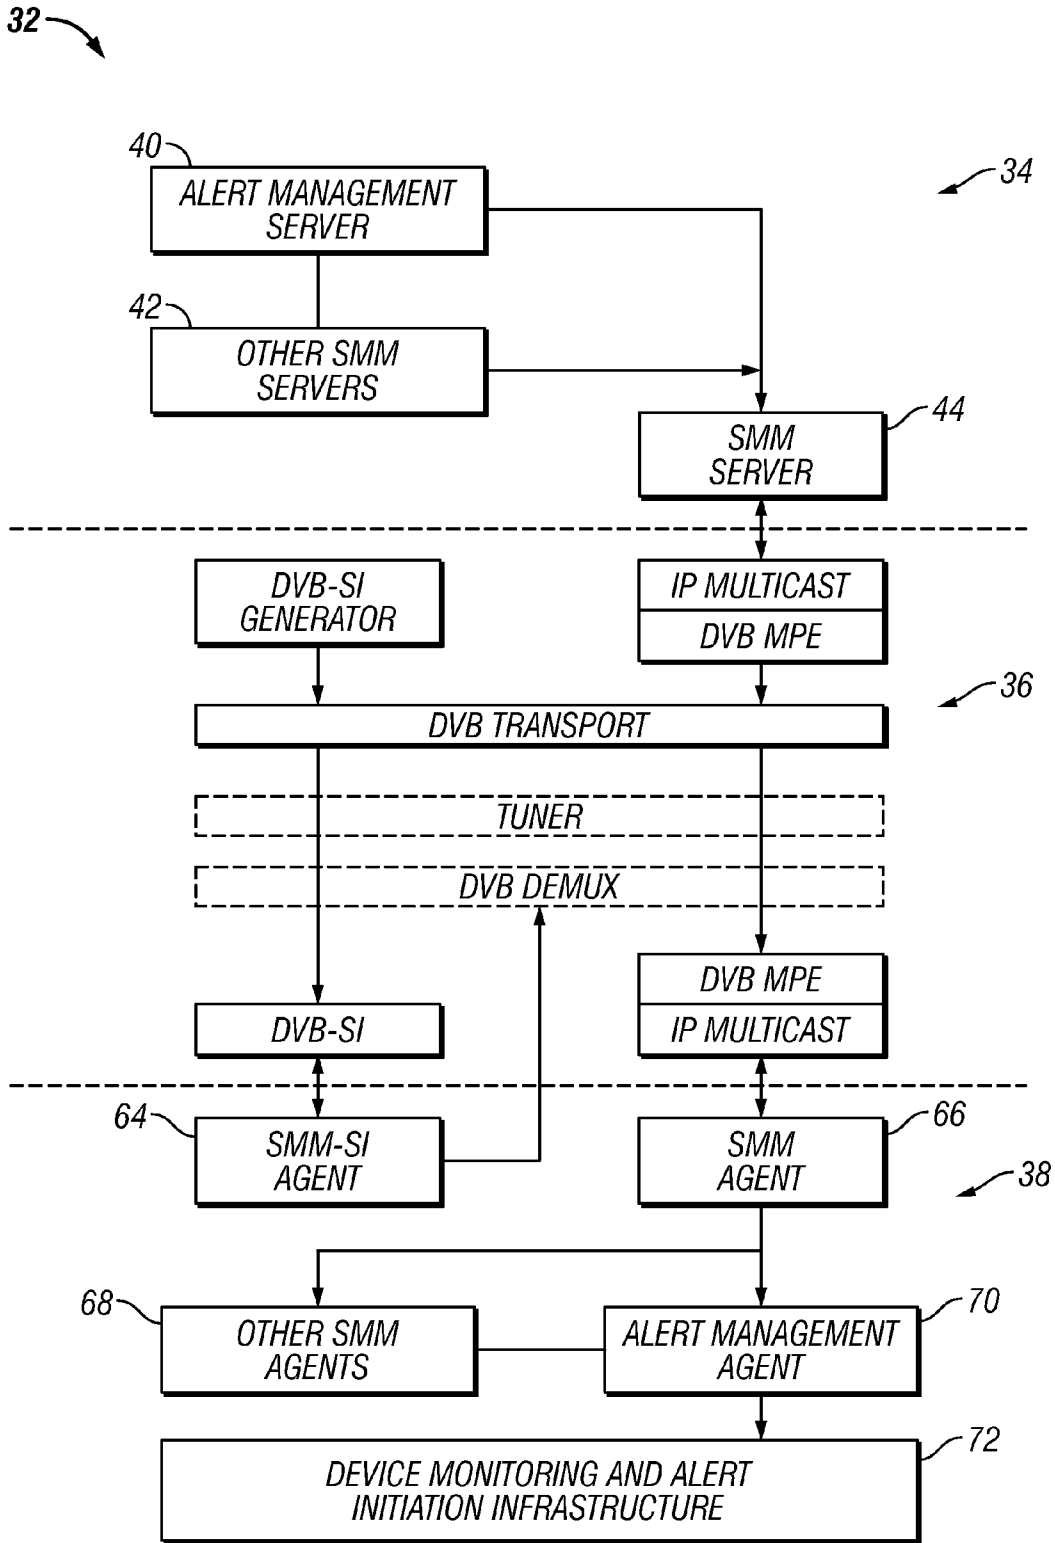 32
40
ALERT MANAGEMENT
SERVER
34
42
OTHER SMM
SERVERS
44
SMM
SERVER
DVB-SI
GENERATOR
IP MULTICAST
DVB MPE
36
DVB TRANSPORT
TUNER
DVB DEMUX
DVB MPE
DVB-SI
IP MULTICAST
64
SMM-SI
AGENT
66
SMM
AGENT
38
68
OTHER SMM
AGENTS
70
ALERT MANAGEMENT
AGENT
72
DEVICE MONITORING AND ALERT
INITIATION INFRASTRUCTURE